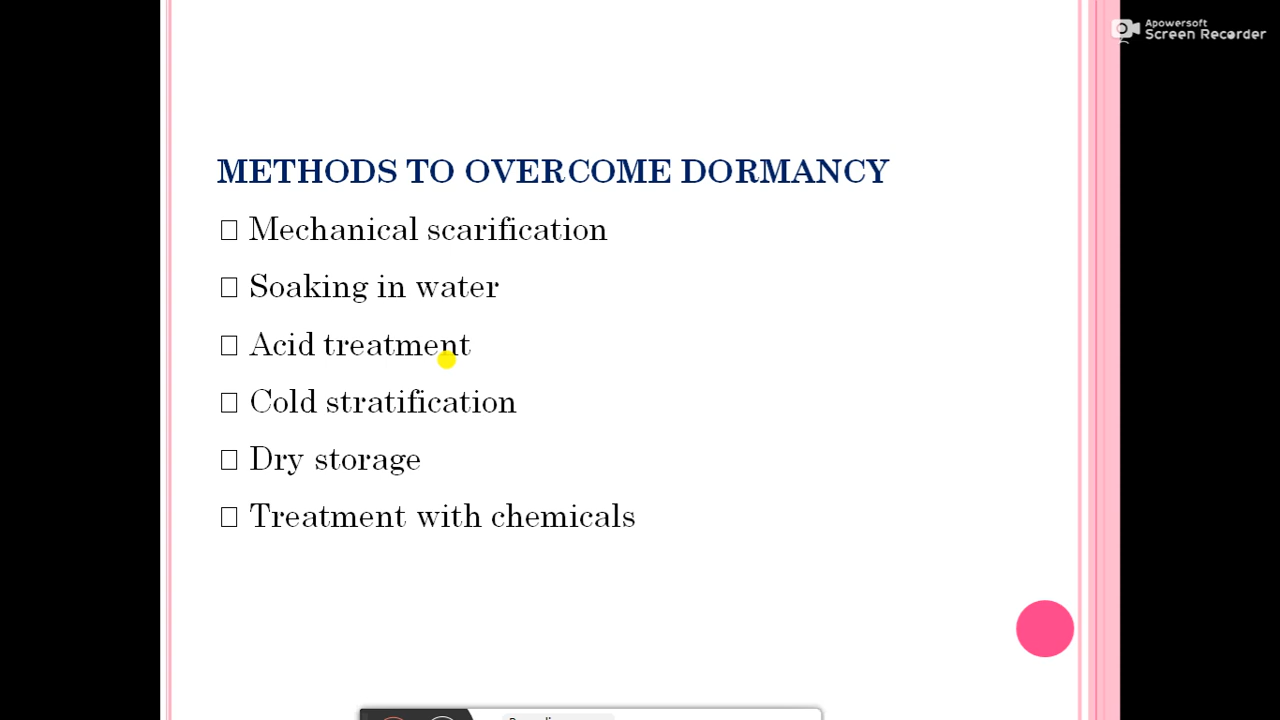 Apowersoft
Screen Recorder
METHODS TO OVERCOME DORMANCY
□ Mechanical scarification
□ Soaking in water
□ Acid treatment
□ Cold stratification
□ Dry storage
□ Treatment with chemicals